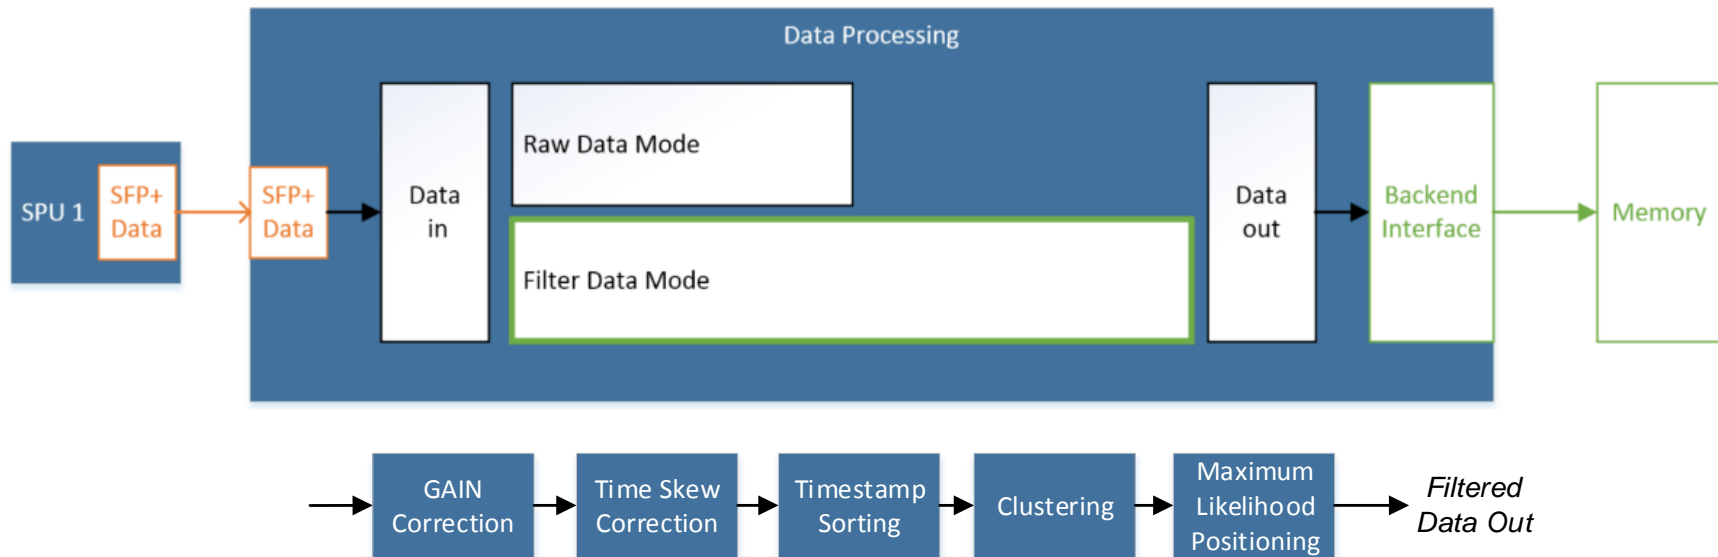 Data Processing
SPU 1
SFP+
Data
SFP+
Data
Data
in
Raw Data Mode
Filter Data Mode
Data
out
Backend
Interface
Memory
GAIN
Correction
Time Skew
Correction
Timestamp
Sorting
Clustering
Maximum
Likelihood
Positioning
Filtered
Data Out